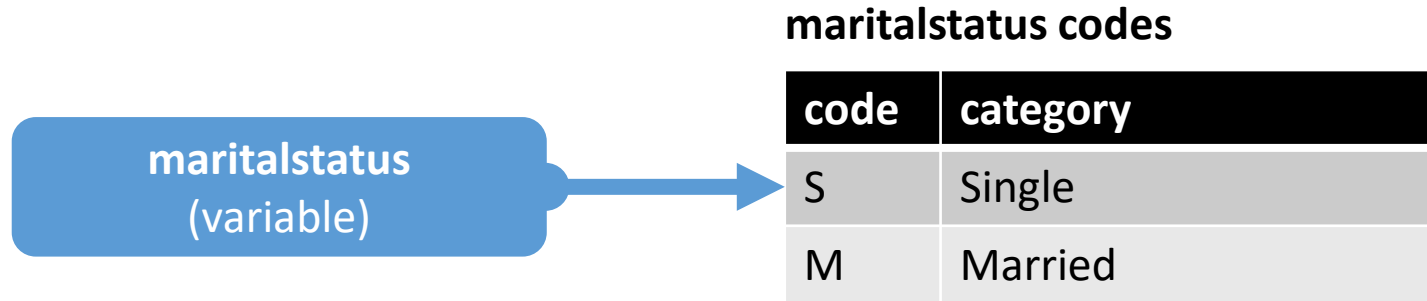 maritalstatus codes
code category
maritalstatus
(variable)
S Single
M Married